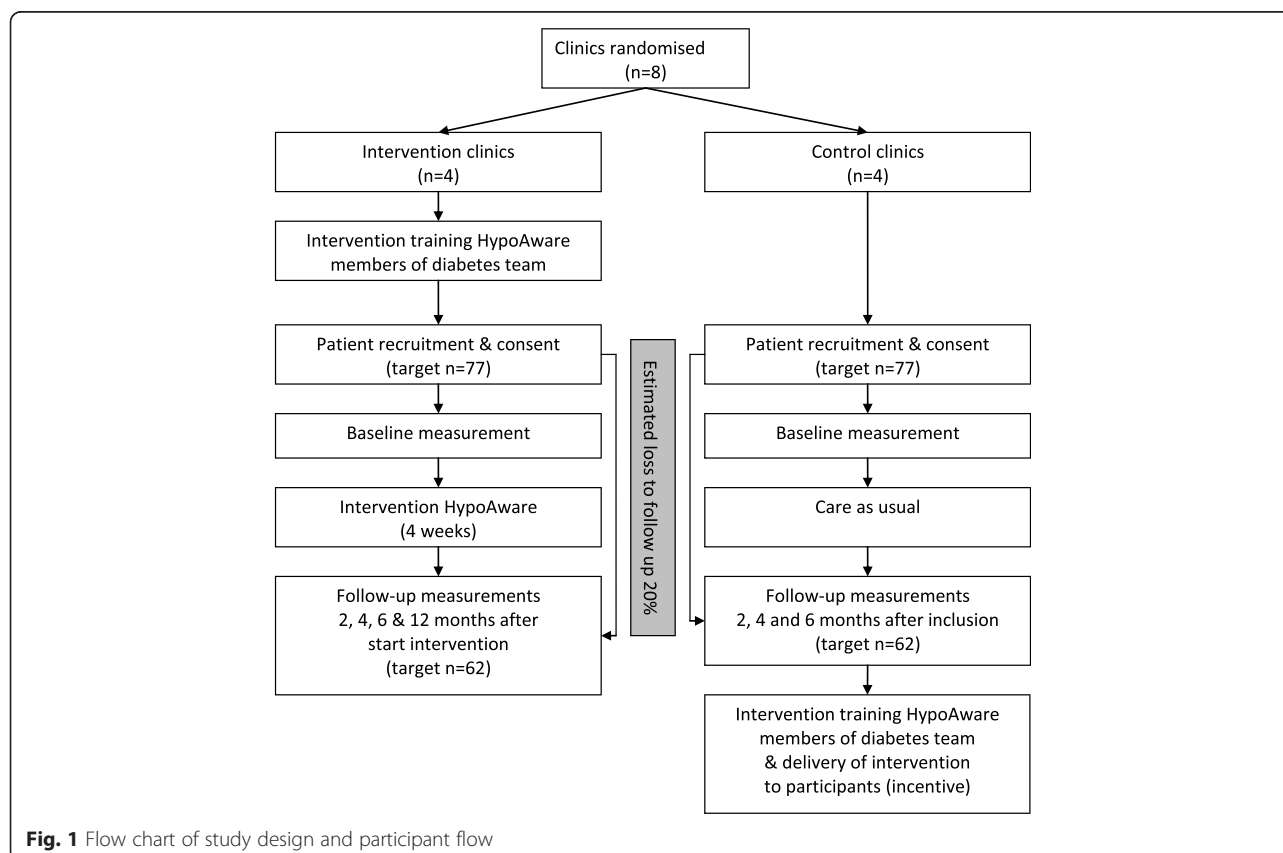 Clinics randomised
(n=8)
Intervention clinics
(n=4)
Control clinics
(n=4)
Intervention training HypoAware
members of diabetes team
Patient recruitment & consent
(target n=77)
Patient recruitment & consent
(target n=77)
Estimated loss to follow up 20%
Baseline measurement
Baseline measurement
Intervention HypoAware
(4 weeks)
Care as usual
Follow-up measurements
2, 4, 6 & 12 months after
start intervention
(target n=62)
Follow-up measurements
2, 4 and 6 months after inclusion
(target n=62)
Intervention training HypoAware
members of diabetes team
& delivery of intervention
to participants (incentive)
Fig. 1 Flow chart of study design and participant flow